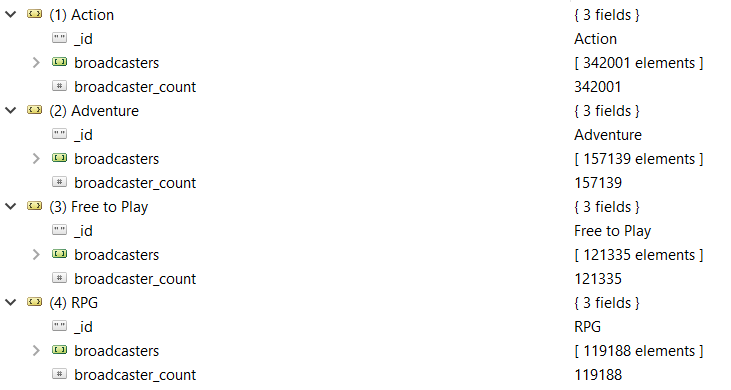 (1) Action { 3 fields }
_id Action
broadcasters [ 342001 elements ]
broadcaster_count 342001
(2) Adventure { 3 fields }
_id Adventure
broadcasters [ 157139 elements ]
broadcaster_count 157139
(3) Free to Play { 3 fields }
_id Free to Play
broadcasters [ 121335 elements ]
broadcaster_count 121335
(4) RPG { 3 fields }
_id RPG
broadcasters [ 119188 elements ]
broadcaster_count 119188